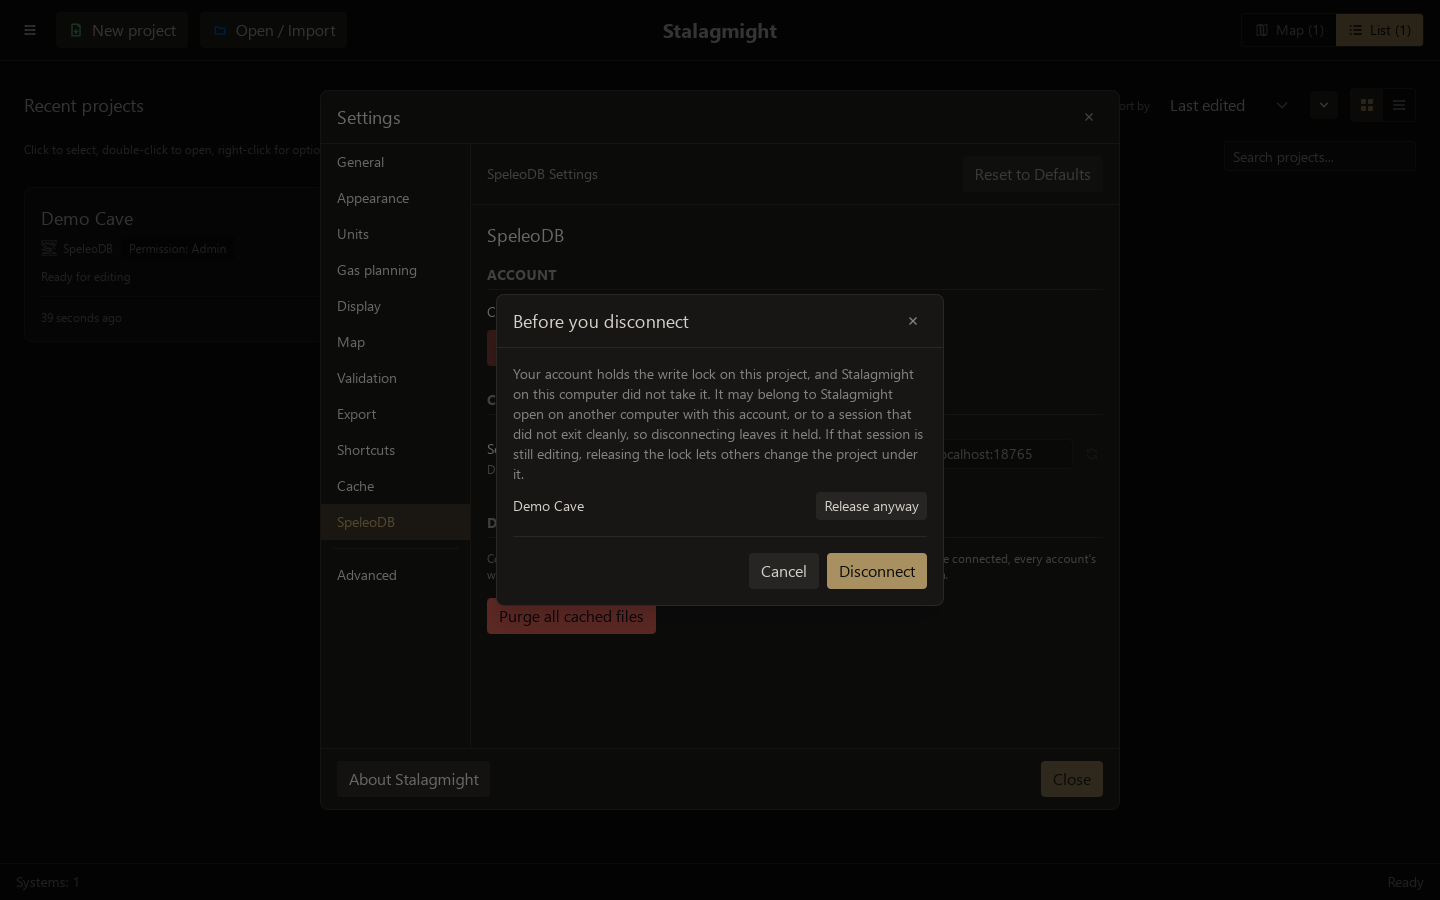 New project
Open / Import
Stalagmight
Map (1)
List (1)
Recent projects
ort by
Last edited
Click to select, double-click to open, right-click for optio
Search projects...
Demo Cave
SpeleoDB
Permission: Admin
Ready for editing
39 seconds ago
Settings
General
Appearance
Units
Gas planning
Display
Map
Validation
Export
Shortcuts
Cache
SpeleoDB
Advanced
SpeleoDB Settings
Reset to Defaults
SpeleoDB
ACCOUNT
ocalhost:18765
Before you disconnect
Your account holds the write lock on this project, and Stalagmight
on this computer did not take it. It may belong to Stalagmight
open on another computer with this account, or to a session that
did not exit cleanly, so disconnecting leaves it held. If that session is
still editing, releasing the lock lets others change the project under
it.
Demo Cave
Release anyway
Cancel
Disconnect
e connected, every account's
Purge all cached files
About Stalagmight
Close
Systems: 1
Ready